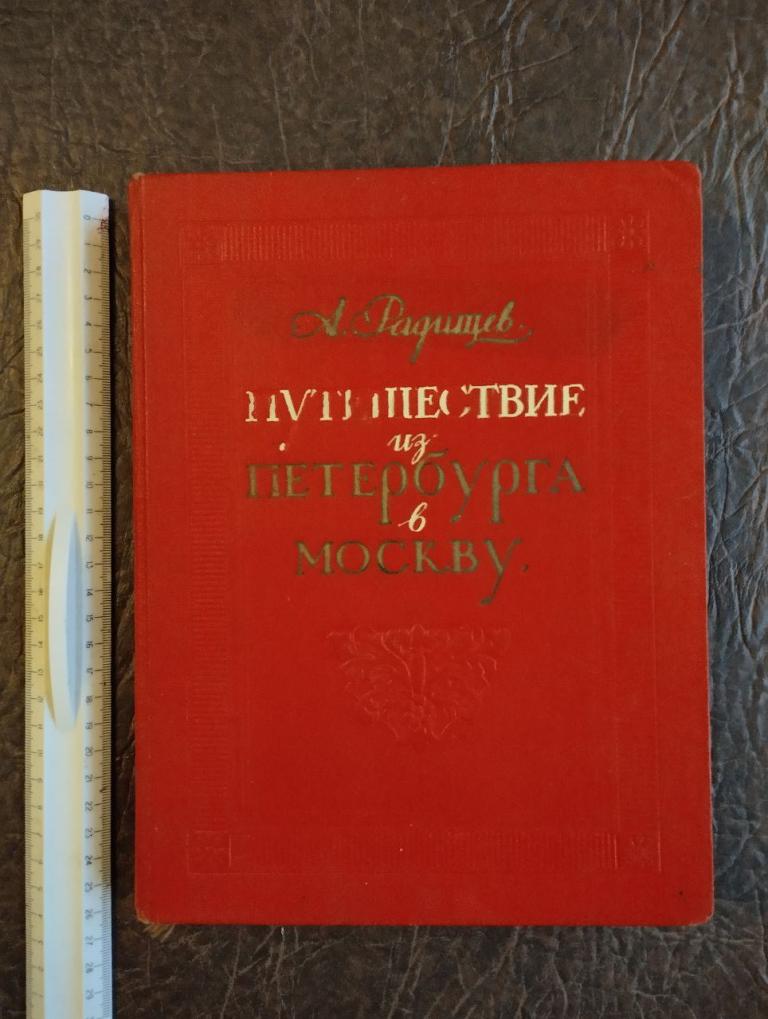 А. Радищев.
ПУТЕШЕСТВИЕ
из
ПЕТЕРБУРГА
в
МОСКВУ.